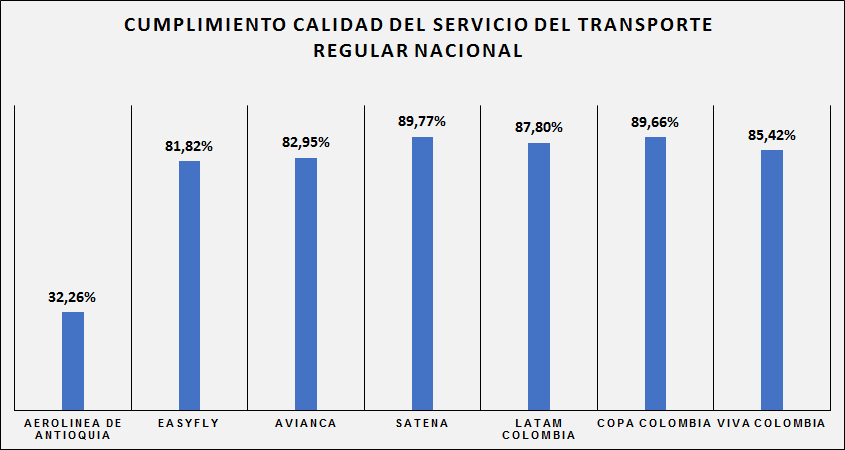 CUMPLIMIENTO CALIDAD DEL SERVICIO DEL TRANSPORTE
REGULAR NACIONAL
32,26%
81,82%
82,95%
89,77%
87,80%
89,66%
85,42%
AEROLINEA DE
ANTIOQUIA
EASYFLY
AVIANCA
SATENA
LATAM
COLOMBIA
COPA COLOMBIA
VIVA COLOMBIA